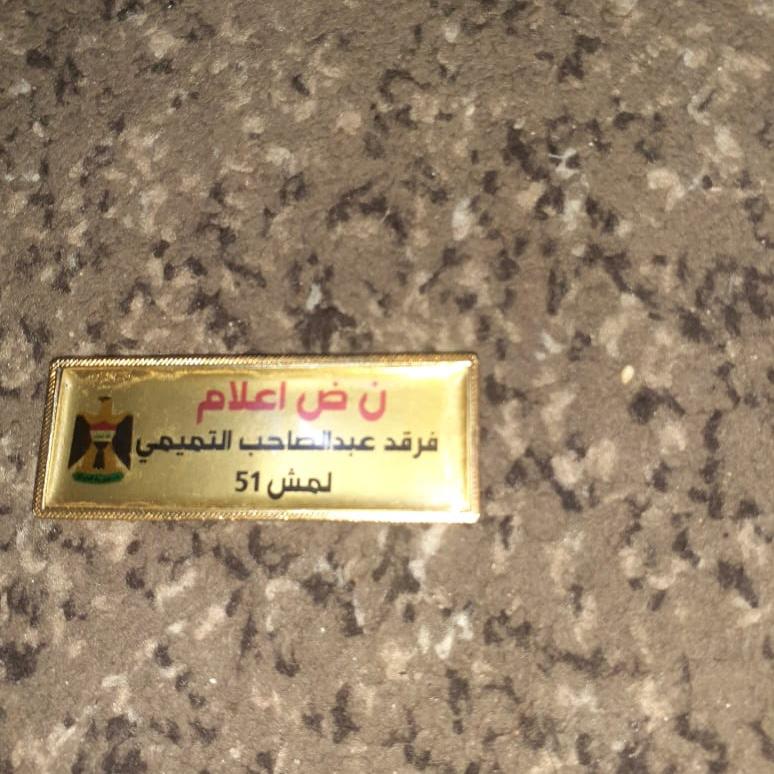 ن ض اعلام
فرقد عبدالصاحب التميمي
لمش 51